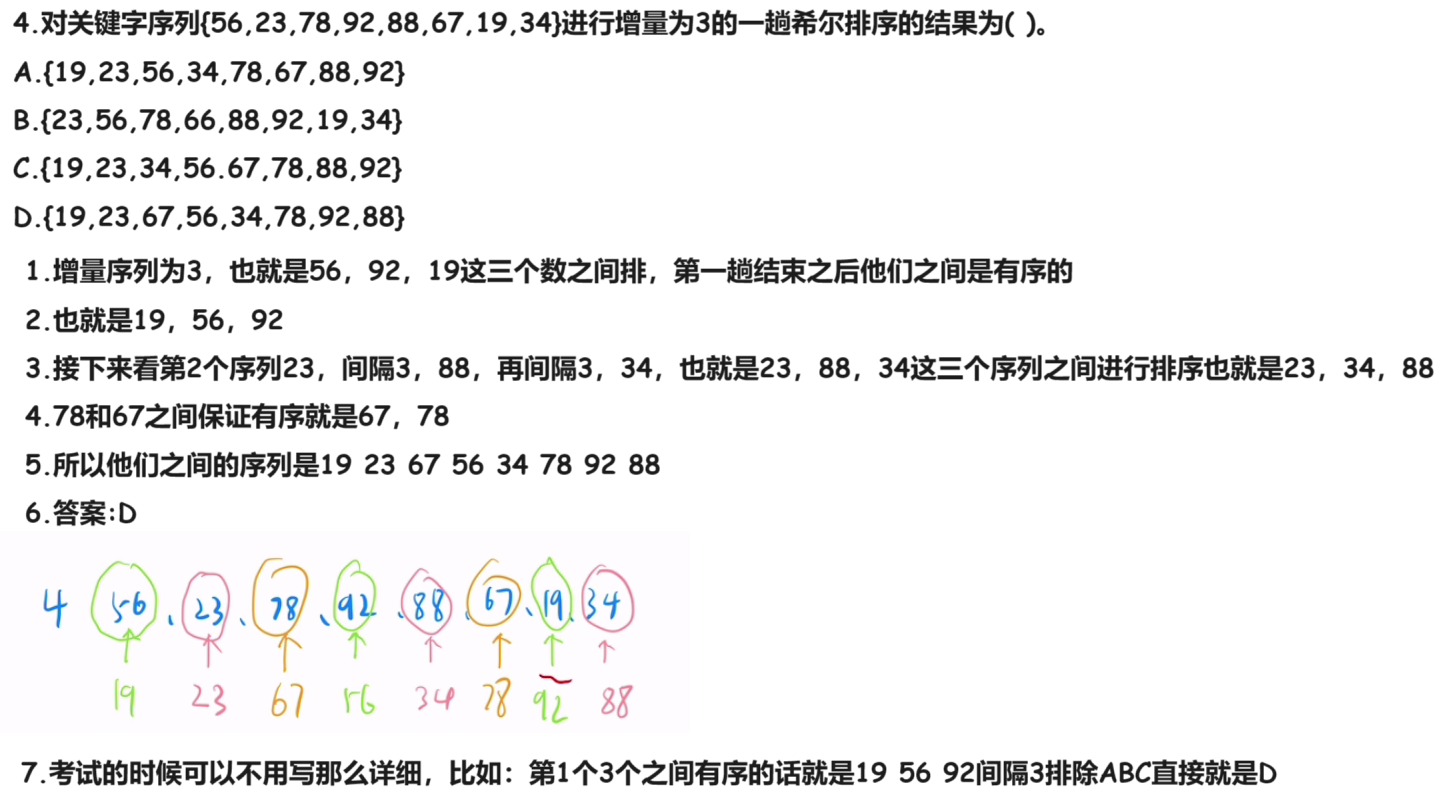 4.对关键字序列{56,23,78,92,88,67,19,34}进行增量为3的一趟希尔排序的结果为( )。
A.{19,23,56,34,78,67,88,92}
B.{23,56,78,66,88,92,19,34}
C.{19,23,34,56.67,78,88,92}
D.{19,23,67,56,34,78,92,88}
1.增量序列为3，也就是56，92，19这三个数之间排，第一趟结束之后他们之间是有序的
2.也就是19，56，92
3.接下来看第2个序列23，间隔3，88，再间隔3，34，也就是23，88，34这三个序列之间进行排序也就是23，34，88
4.78和67之间保证有序就是67，78
5.所以他们之间的序列是19 23 67 56 34 78 92 88
6.答案:D
4 56、23、78、92、88、67、19、34
19 23 67 56 34 78 92 88
7.考试的时候可以不用写那么详细，比如：第1个3个之间有序的话就是19 56 92间隔3排除ABC直接就是D